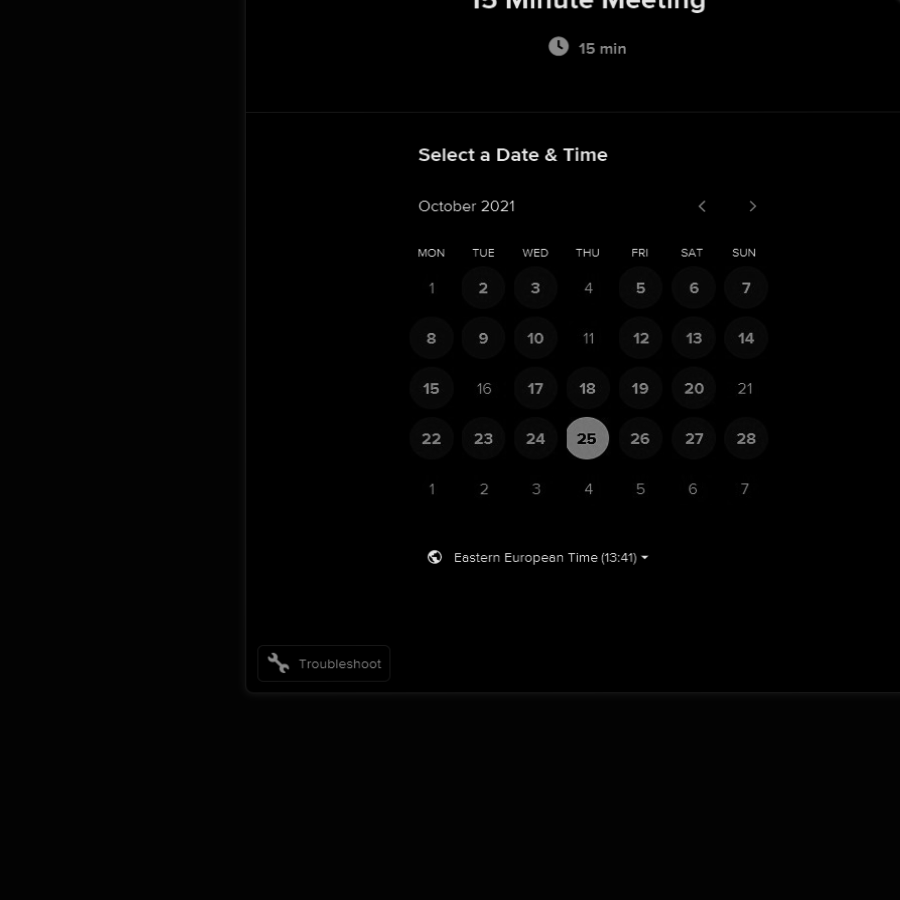 15 Minute Meeting
15 min
Select a Date & Time
October 2021
MON TUE WED THU FRI SAT SUN
1 2 3 4 5 6 7
8 9 10 11 12 13 14
15 16 17 18 19 20 21
22 23 24 25 26 27 28
1 2 3 4 5 6 7
Eastern European Time (13:41)
Troubleshoot